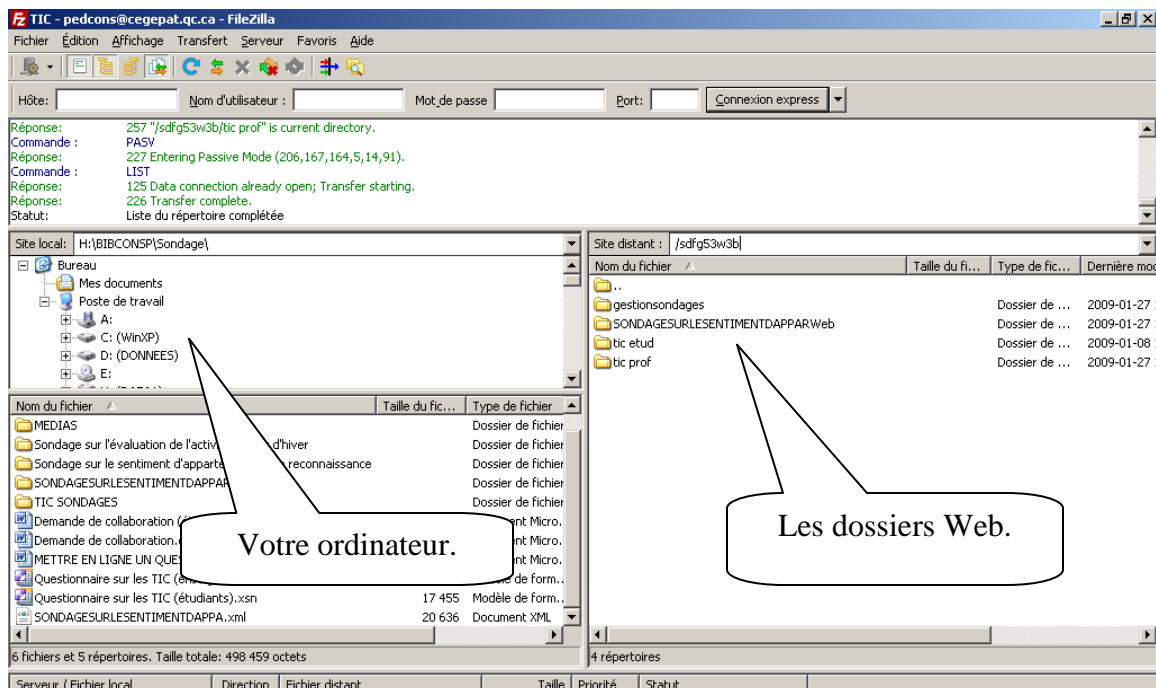 TIC - pedcons@cegepat.qc.ca - FileZilla
Fichier Édition Affichage Transfert Serveur Favoris Aide
Hôte: Nom d'utilisateur : Mot de passe Port: Connexion express
Réponse: 257 "/sdfg53w3b/tic prof" is current directory.
Commande : PASV
Réponse: 227 Entering Passive Mode (206,167,164,5,14,91).
Commande : LIST
Réponse: 125 Data connection already open; Transfer starting.
Réponse: 226 Transfer complete.
Statut: Liste du répertoire complétée
Site local: H:\BIBCONSP\Sondage\
Bureau
Mes documents
Poste de travail
A:
C: (WinXP)
D: (DONNEES)
E:
Nom du fichier Taille du fic... Type de fichier
MEDIAS Dossier de fichier
Sondage sur l'évaluation de l'activ d'hiver Dossier de fichier
Sondage sur le sentiment d'apparte reconnaissance Dossier de fichier
SONDAGESURLESENTIMENTDAPPAR Dossier de fichier
TIC SONDAGES Dossier de fichier
Demande de collaboration ment Micro.
Demande de collaboration. ment Micro.
METTRE EN LIGNE UN QUES ment Micro.
Questionnaire sur les TIC de form..
Questionnaire sur les TIC (étudiants).xsn 17 455 Modèle de form..
SONDAGESURLESENTIMENTDAPPA.xml 20 636 Document XML
6 fichiers et 5 répertoires. Taille totale: 498 459 octets
Votre ordinateur.
Site distant : /sdfg53w3b
Nom du fichier Taille du fi... Type de fic... Dernière mod
..
gestionsondages Dossier de ... 2009-01-27
SONDAGESURLESENTIMENTDAPPARWeb Dossier de ... 2009-01-27
tic etud Dossier de ... 2009-01-08
tic prof Dossier de ... 2009-01-27
Les dossiers Web.
4 répertoires
Serveur / Fichier local Direction Fichier distant Taille Priorité Statut